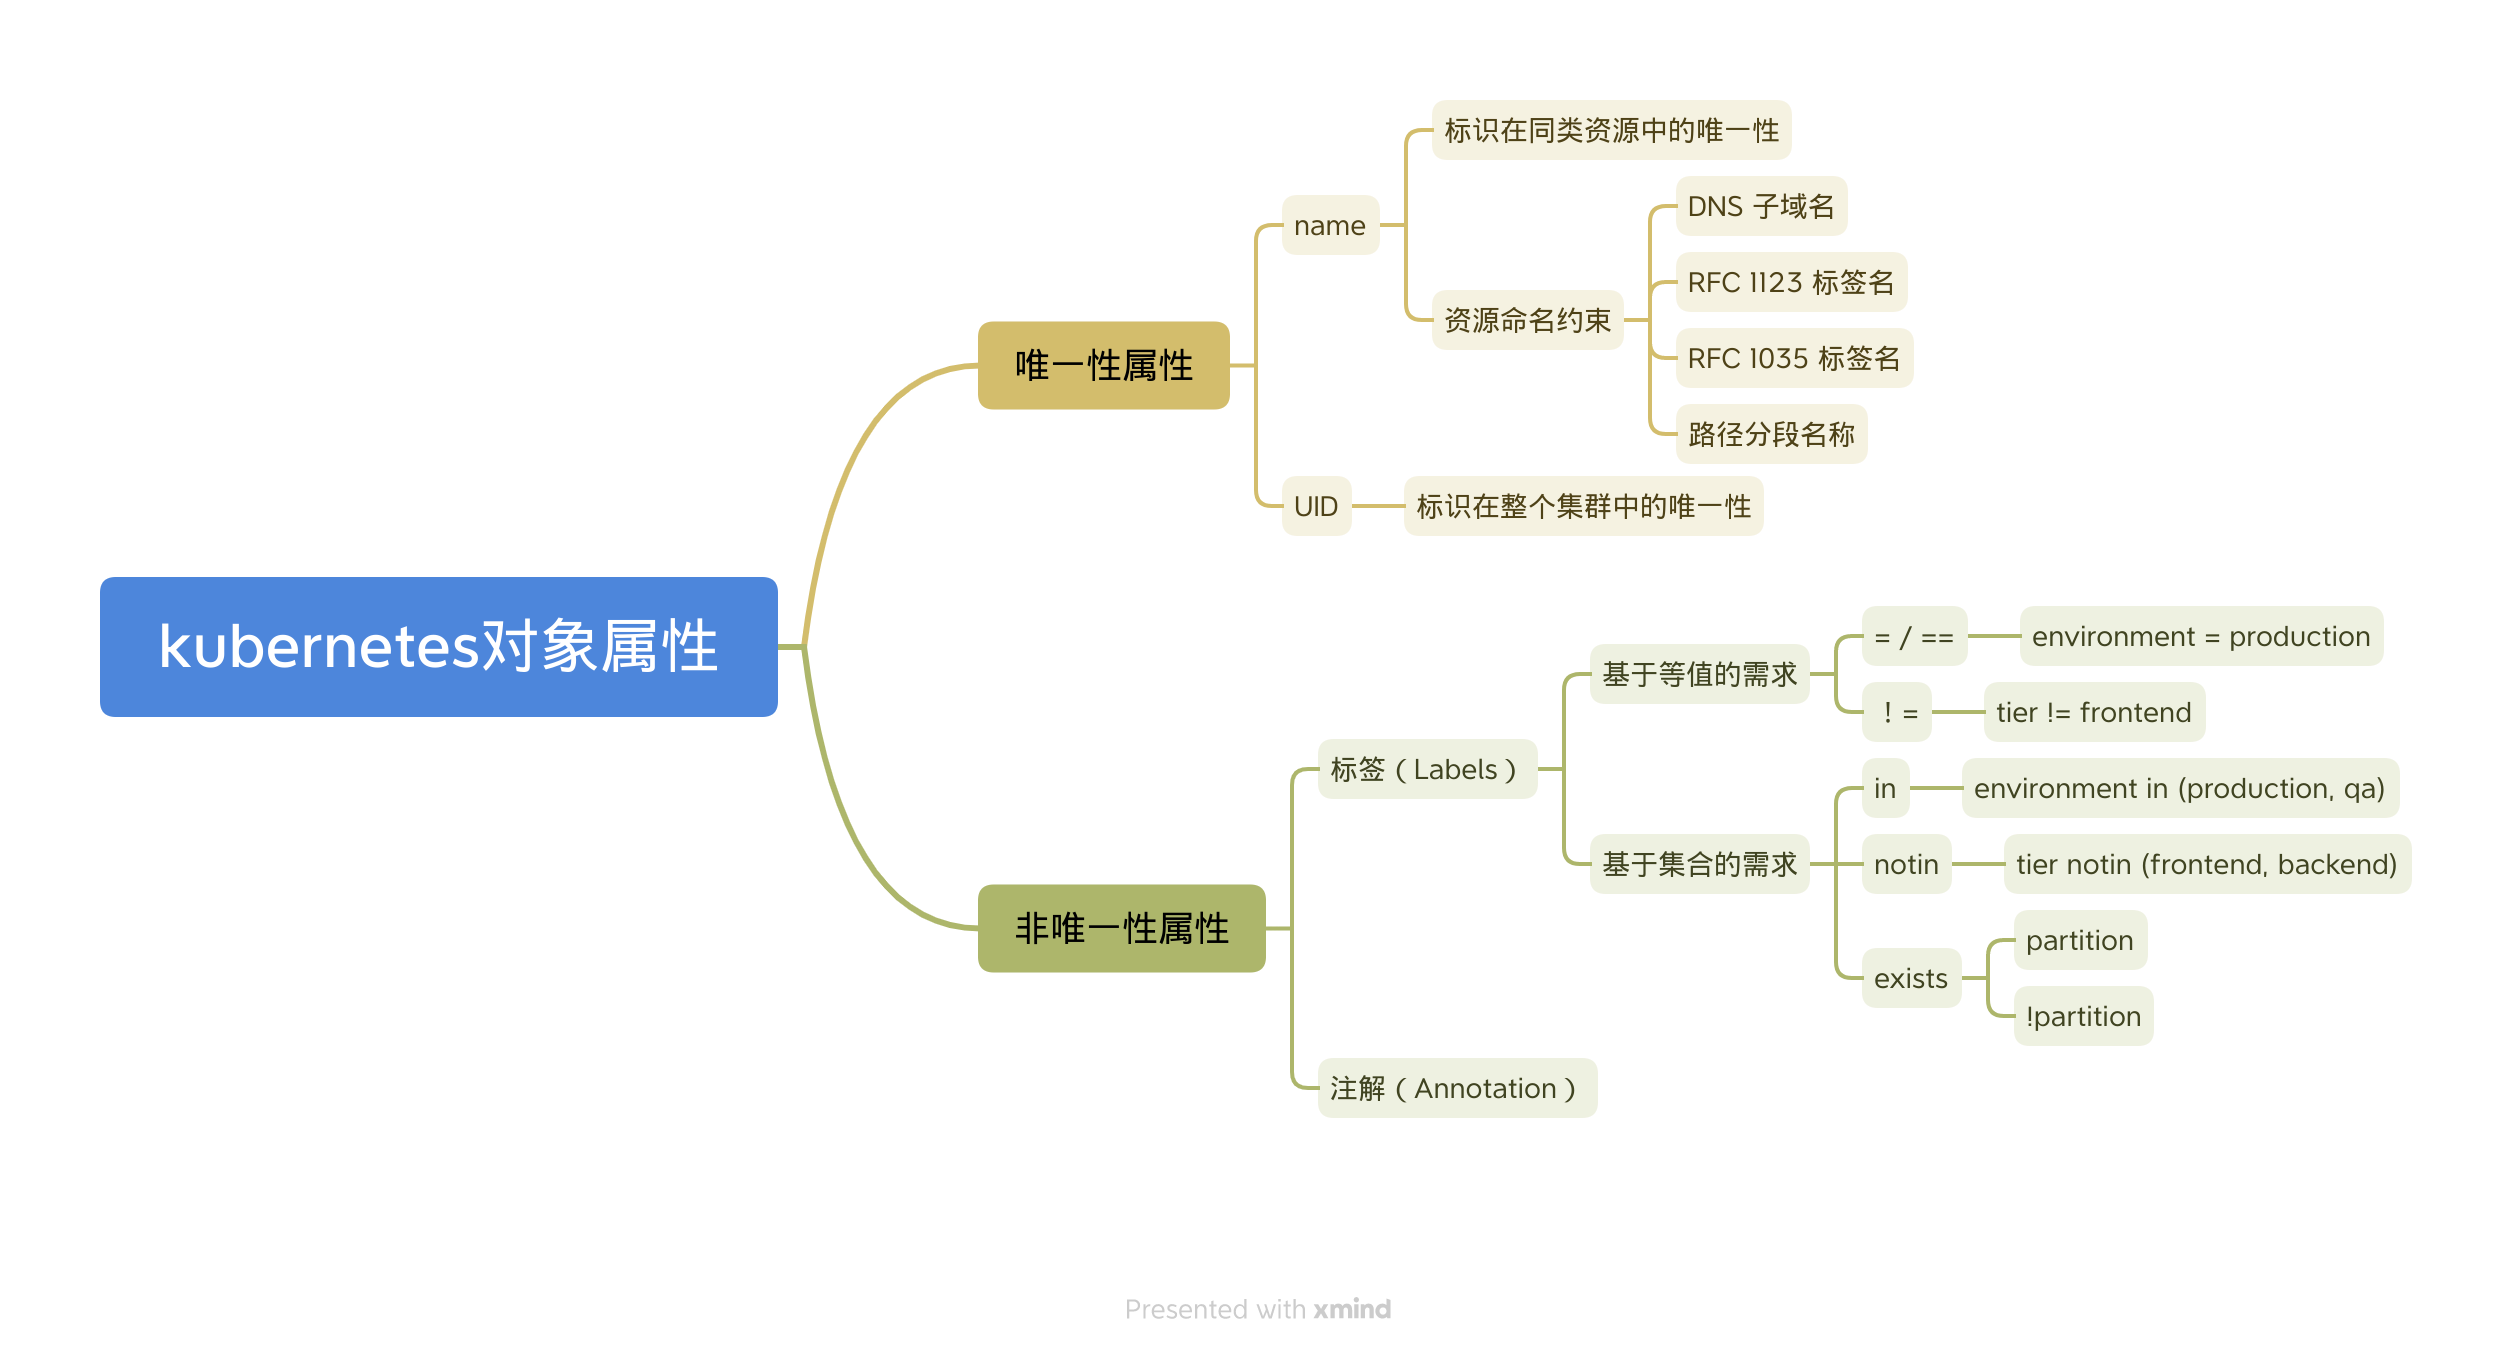 kubernetes对象属性
唯一性属性
name
标识在同类资源中的唯一性
资源命名约束
DNS 子域名
RFC 1123 标签名
RFC 1035 标签名
路径分段名称
UID
标识在整个集群中的唯一性
非唯一性属性
标签（Labels）
基于等值的需求
= / ==
environment = production
！=
tier != frontend
基于集合的需求
in
environment in (production, qa)
notin
tier notin (frontend, backend)
exists
partition
!partition
注解（Annotation）
Presented with xmind